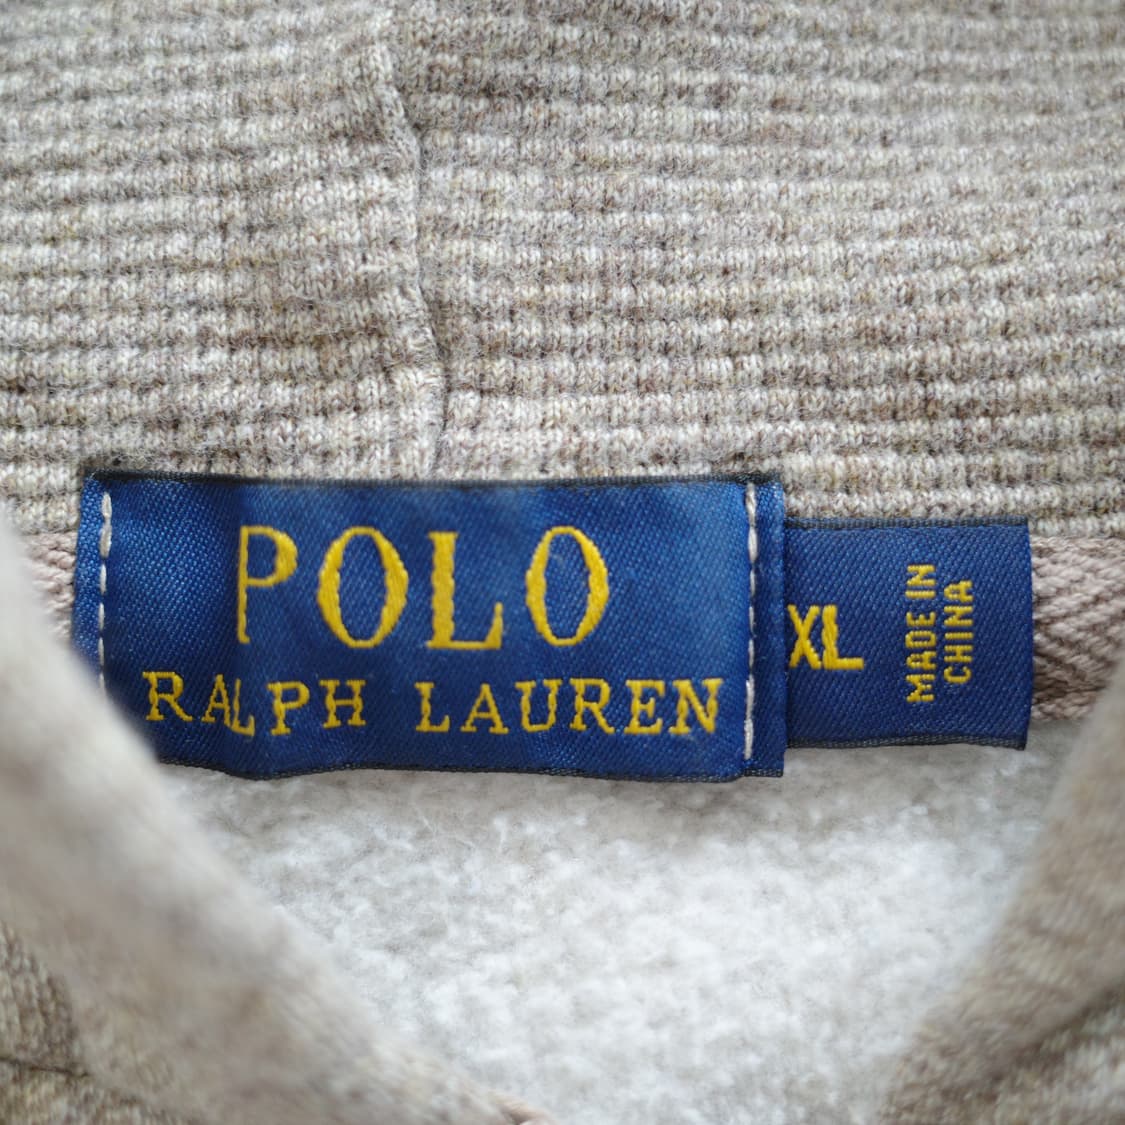 POLO
RALPH LAUREN
XL
MADE IN
CHINA